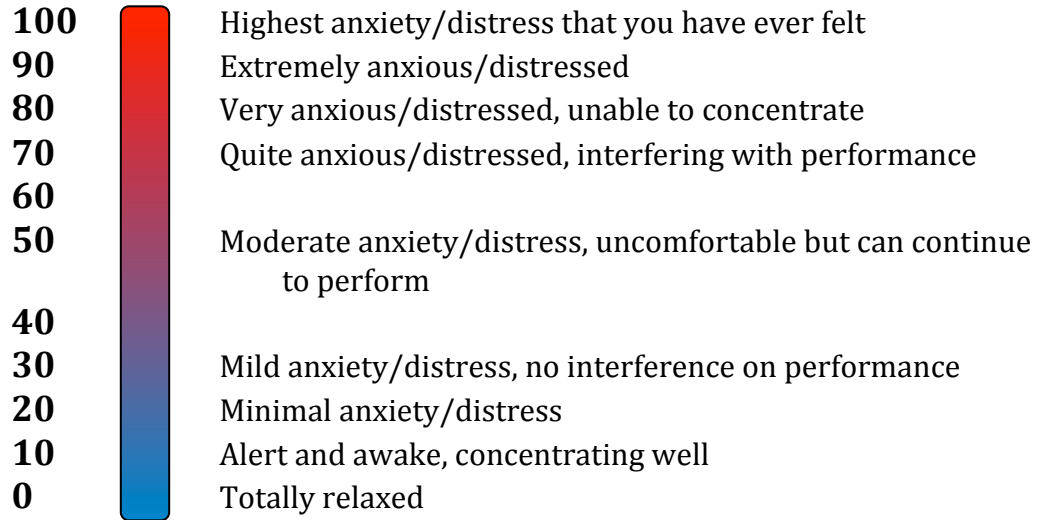 100 Highest anxiety/distress that you have ever felt
90 Extremely anxious/distressed
80 Very anxious/distressed, unable to concentrate
70 Quite anxious/distressed, interfering with performance
60
50 Moderate anxiety/distress, uncomfortable but can continue
to perform
40
30 Mild anxiety/distress, no interference on performance
20 Minimal anxiety/distress
10 Alert and awake, concentrating well
0 Totally relaxed